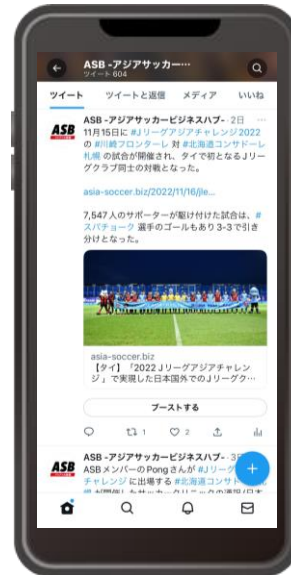 ASB -アジアサッカー…
ツイート 604
ツイート ツイートと返信 メディア いいね
ASB
ASB -アジアサッカービジネスハブ- · 2日 …
11月15日に #Jリーグアジアチャレンジ2022
の #川崎フロンターレ 対 #北海道コンサドーレ
札幌 の試合が開催され、タイで初となるJリー
グクラブ同士の対戦となった。
asia-soccer.biz/2022/11/16/jle...
7,547人のサポーターが駆け付けた試合は、#
スパチョーク 選手のゴールもあり3-3で引き
分けとなった。
asia-soccer.biz
【タイ】「2022 Jリーグアジアチャレン
ジ」で実現した日本国外でのJリーグク…
ブーストする
1 2
ASB
ASB -アジアサッカービジネスハブ- · 3日
ASB メンバーのPongさんが #Jリーグ
チャレンジ に出場する #北海道コンサド